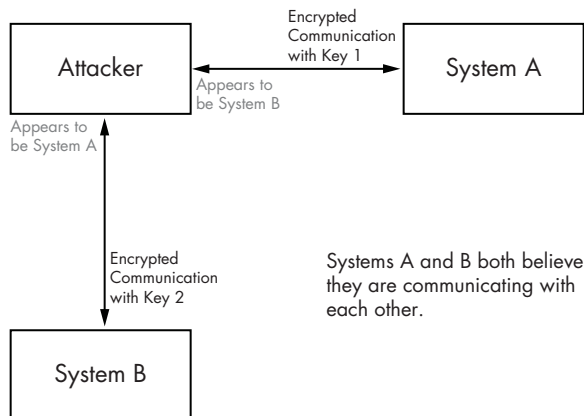 Encrypted
Communication
with Key 1
Attacker
System A
Appears to
be System B
Appears to
be System A
Encrypted
Communication
with Key 2
Systems A and B both believe
they are communicating with
each other.
System B